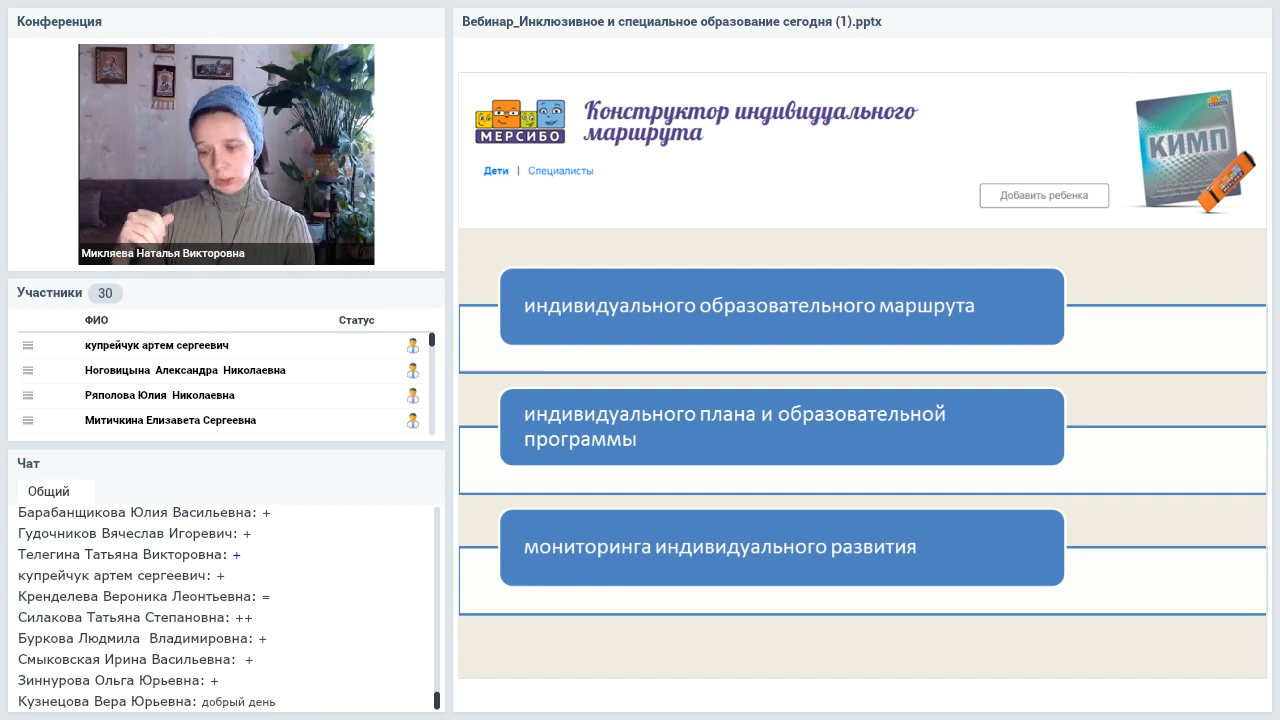 Конференция
Микляева Наталья Викторовна
Участники 30
ФИО Статус
купрейчук артем сергеевич
Ноговицына Александра Николаевна
Ряполова Юлия Николаевна
Митичкина Елизавета Сергеевна
Чат
Общий
Барабанщикова Юлия Васильевна: +
Гудочников Вячеслав Игоревич: +
Телегина Татьяна Викторовна: +
купрейчук артем сергеевич: +
Кренделева Вероника Леонтьевна: =
Силакова Татьяна Степановна: ++
Буркова Людмила Владимировна: +
Смыковская Ирина Васильевна: +
Зиннурова Ольга Юрьевна: +
Кузнецова Вера Юрьевна: добрый день
Вебинар_Инклюзивное и специальное образование сегодня (1).pptx
МЕРСИБО
Конструктор индивидуального
маршрута
Дети | Специалисты
Добавить ребенка
КИМП
индивидуального образовательного маршрута
индивидуального плана и образовательной
программы
мониторинга индивидуального развития